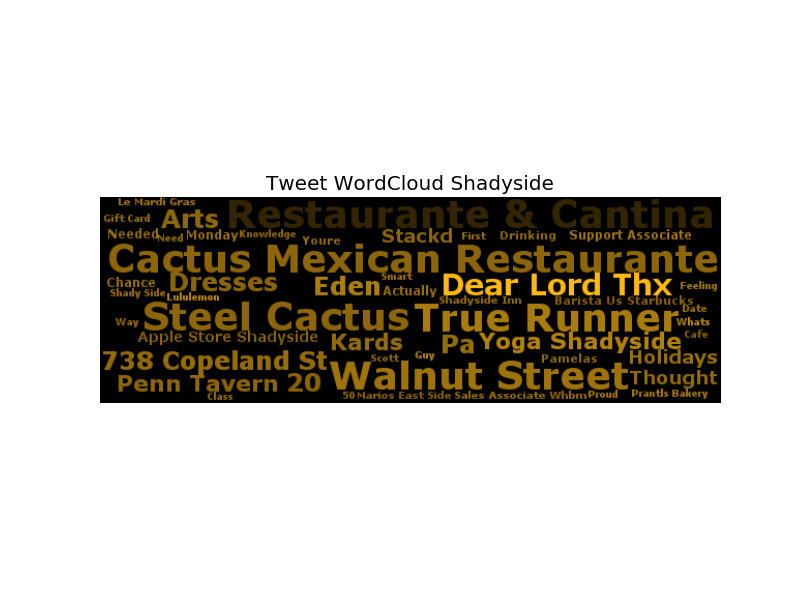 Tweet WordCloud Shadyside
Le Mardi Gras
Gift Card
Arts
Restaurante & Cantina
Needed
Need
Monday
Knowledge
Youre
Stackd
First
Drinking
Support Associate
Cactus Mexican Restaurante
Chance
Dresses
Eden
Smart
Actually
Dear Lord Thx
Feeling
Shady Side
Lululemon
Shadyside Inn
Barista Us Starbucks
Date
Way
Steel Cactus
True Runner
Whats
Apple Store Shadyside
Kards
Pa
Yoga Shadyside
Cafe
738 Copeland St
Scott
Guy
Pamelas
Holidays
Penn Tavern 20
Walnut Street
Thought
Class
50
Marios East Side
Sales Associate Whbm
Proud
Prantls Bakery